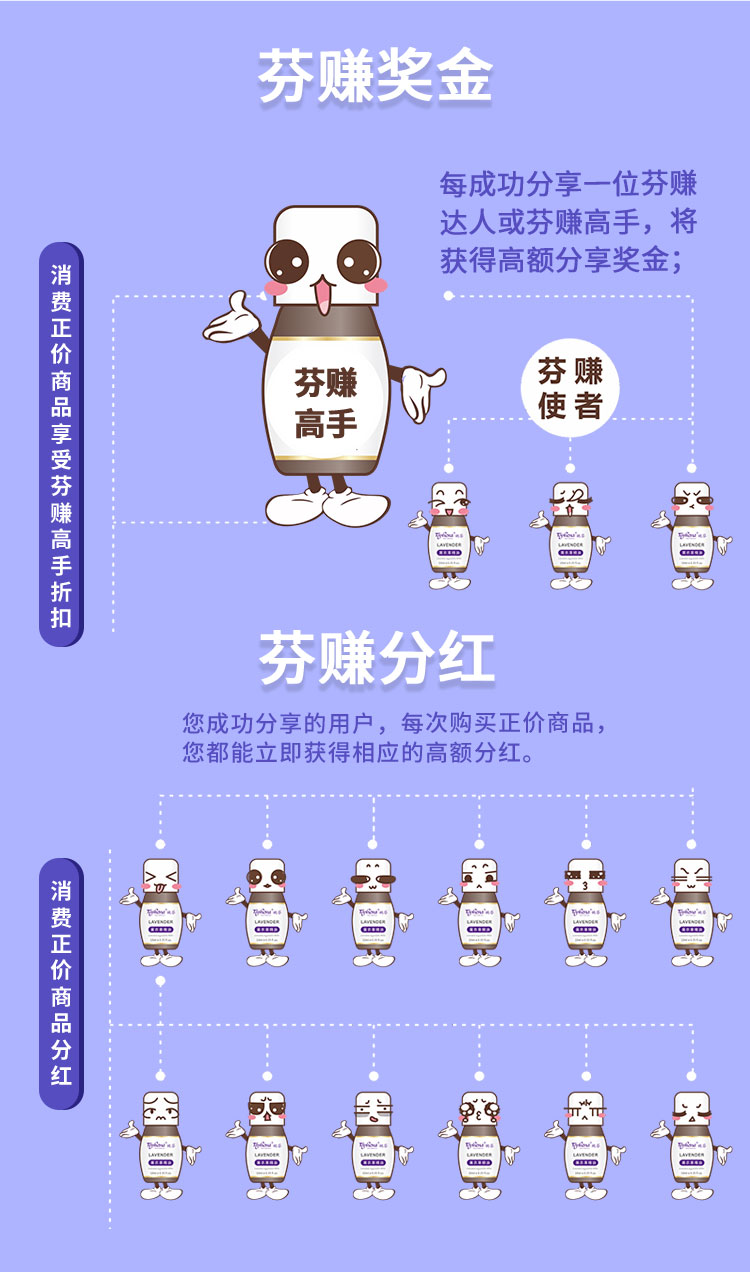 芬赚奖金
每成功分享一位芬赚
达人或芬赚高手，将
获得高额分享奖金；
消费正价商品享受芬赚高手折扣
芬赚
高手
芬赚
使者
LAVENDER
LAVENDER
LAVENDER
芬赚分红
您成功分享的用户，每次购买正价商品，
您都能立即获得相应的高额分红。
消费正价商品分红
LAVENDER
LAVENDER
LAVENDER
LAVENDER
LAVENDER
LAVENDER
LAVENDER
LAVENDER
LAVENDER
LAVENDER
LAVENDER
LAVENDER